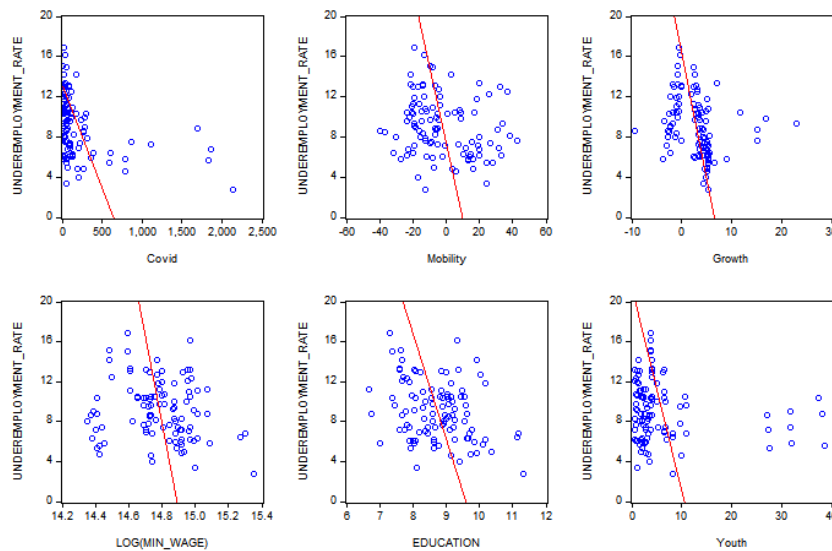 20 20 20
16 16 16
12 12 12
8 8 8
4 4 4
0 0 0
UNDEREMPLOYMENT_RATE UNDEREMPLOYMENT_RATE UNDEREMPLOYMENT_RATE
0 500 1,000 1,500 2,000 2,500 -60 -40 -20 0 20 40 60 -10 0 10 20 30
Covid Mobility Growth
20 20 20
16 16 16
12 12 12
8 8 8
4 4 4
0 0 0
UNDEREMPLOYMENT_RATE UNDEREMPLOYMENT_RATE UNDEREMPLOYMENT_RATE
14.2 14.4 14.6 14.8 15.0 15.2 15.4 6 7 8 9 10 11 12 0 10 20 30 40
LOG(MIN_WAGE) EDUCATION Youth